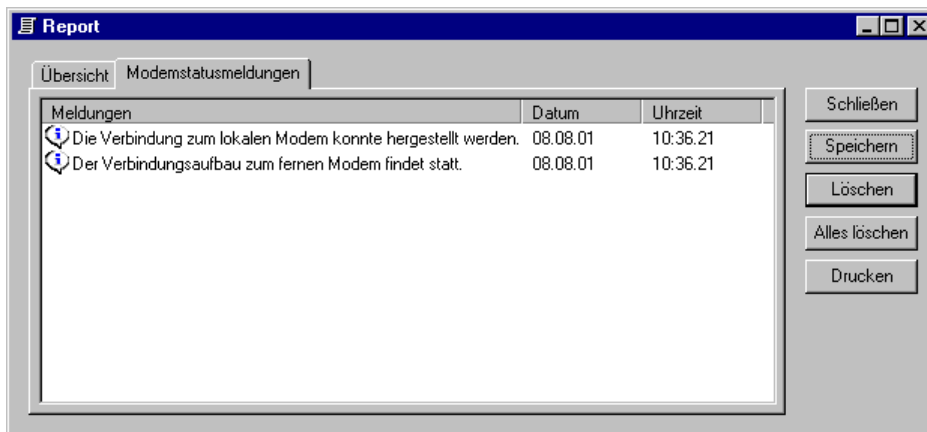 Report
Übersicht Modemstatusmeldungen
Meldungen Datum Uhrzeit
Die Verbindung zum lokalen Modem konnte hergestellt werden. 08.08.01 10:36.21
Der Verbindungsaufbau zum fernen Modem findet statt. 08.08.01 10:36.21
Schließen
Speichern
Löschen
Alles löschen
Drucken